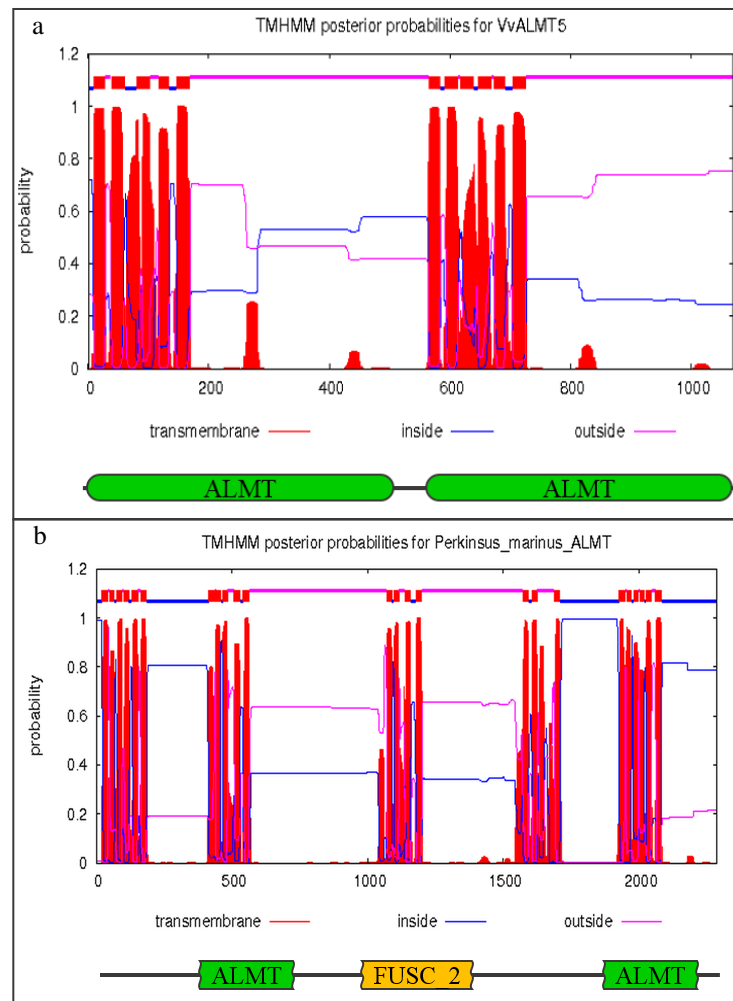 a
TMHMM posterior probabilities for VvALMT5
1.2
1
0.8
0.6
0.4
0.2
0
probability
0 200 400 600 800 1000
transmembrane inside outside
ALMT ALMT
b
TMHMM posterior probabilities for Perkinsus_marinus_ALMT
1.2
1
0.8
0.6
0.4
0.2
0
probability
0 500 1000 1500 2000
transmembrane inside outside
ALMT FUSC_2 ALMT